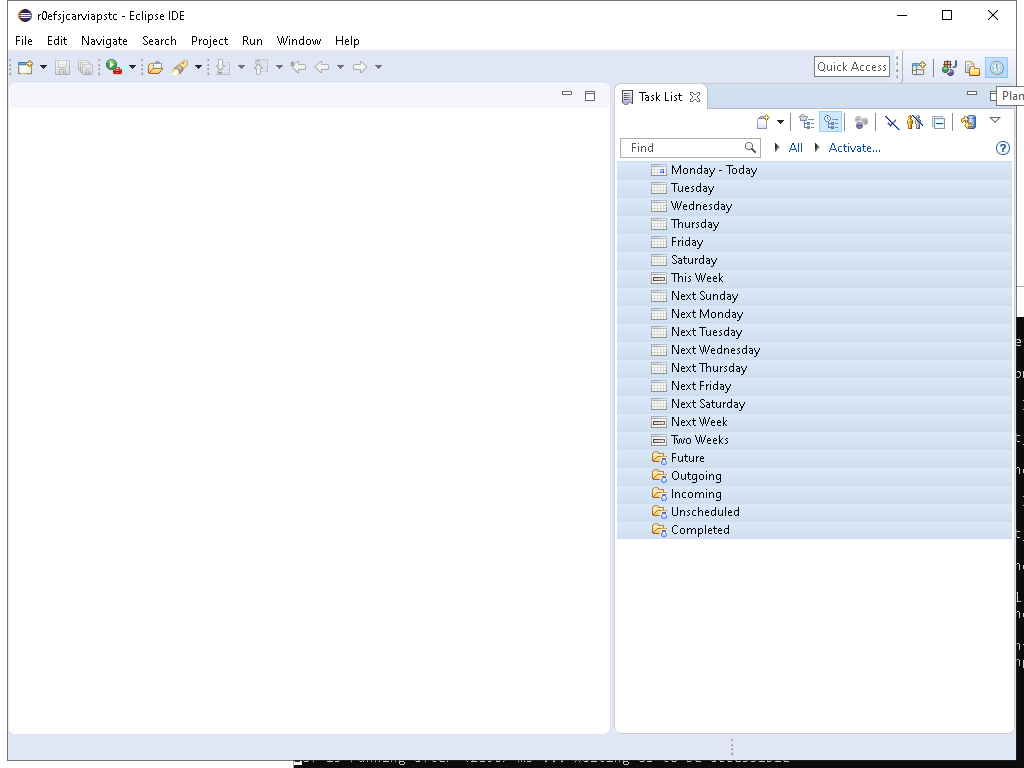 r0efsjcarviapstc - Eclipse IDE
File Edit Navigate Search Project Run Window Help
Quick Access
Plan
Task List
Find All Activate...
Monday - Today
Tuesday
Wednesday
Thursday
Friday
Saturday
This Week
Next Sunday
Next Monday
Next Tuesday
Next Wednesday
Next Thursday
Next Friday
Next Saturday
Next Week
Two Weeks
Future
Outgoing
Incoming
Unscheduled
Completed